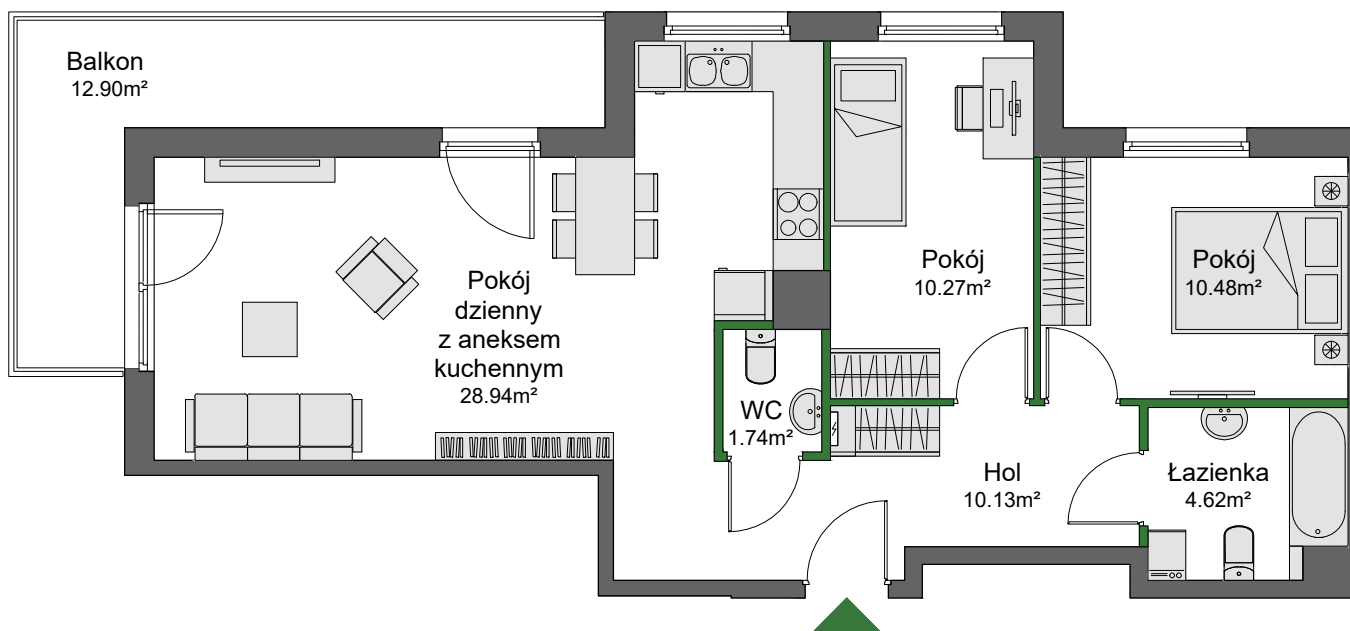 Balkon
12.90m²
Pokój
dzienny
z aneksem
kuchennym
28.94m²
WC
1.74m²
Pokój
10.27m²
Pokój
10.48m²
Hol
10.13m²
Łazienka
4.62m²